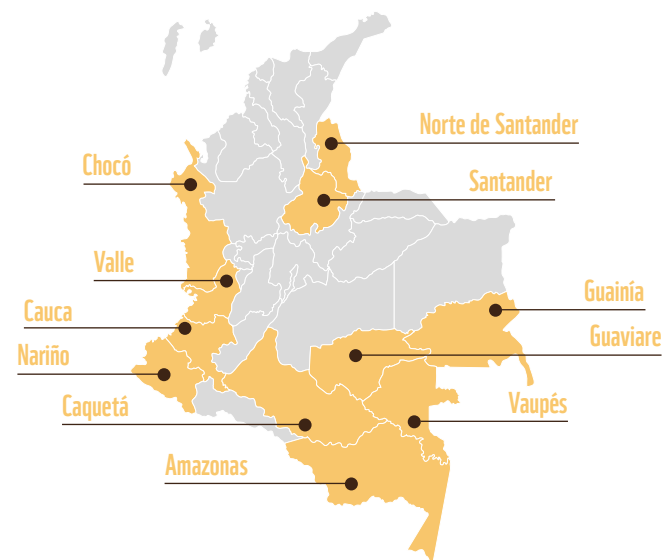 Norte de Santander
Chocó
Santander
Valle
Guainía
Cauca
Guaviare
Nariño
Caquetá
Vaupés
Amazonas